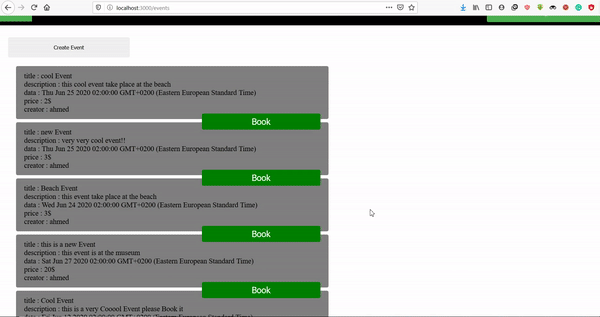 localhost:3000/events
Create Event
title : cool Event
description : this cool event take place at the beach
data : Thu Jun 25 2020 02:00:00 GMT+0200 (Eastern European Standard Time)
price : 2$
creator : ahmed
Book
title : new Event
description : very very cool event!!
data : Thu Jun 25 2020 02:00:00 GMT+0200 (Eastern European Standard Time)
price : 3$
creator : ahmed
Book
title : Beach Event
description : this event take place at the beach
data : Wed Jun 24 2020 02:00:00 GMT+0200 (Eastern European Standard Time)
price : 3$
creator : ahmed
Book
title : this is a new Event
description : this event is at the museum
data : Sat Jun 27 2020 02:00:00 GMT+0200 (Eastern European Standard Time)
price : 20$
creator : ahmed
Book
title : Cool Event
description : this is a very Cooool Event please Book it